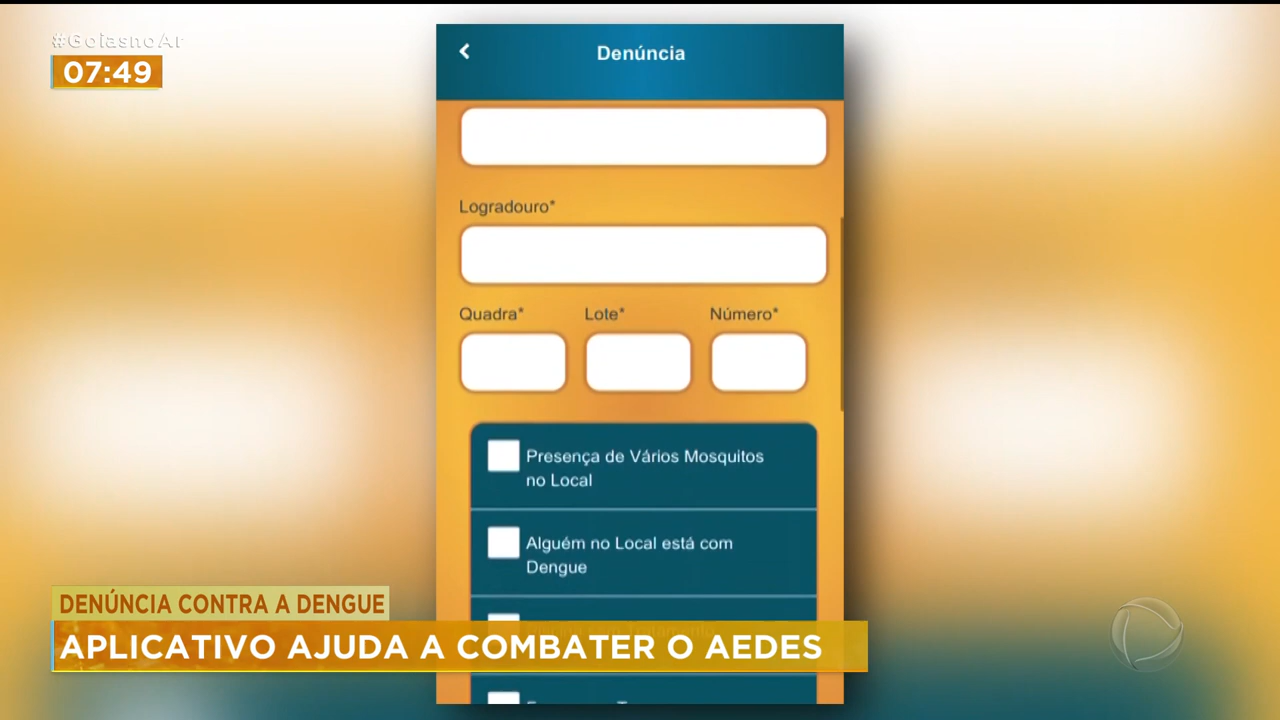 #GoiasnoAr
07:49
Denúncia
Logradouro*
Quadra* Lote* Número*
Presença de Vários Mosquitos
no Local
Alguém no Local está com
Dengue
DENÚNCIA CONTRA A DENGUE
APLICATIVO AJUDA A COMBATER O AEDES